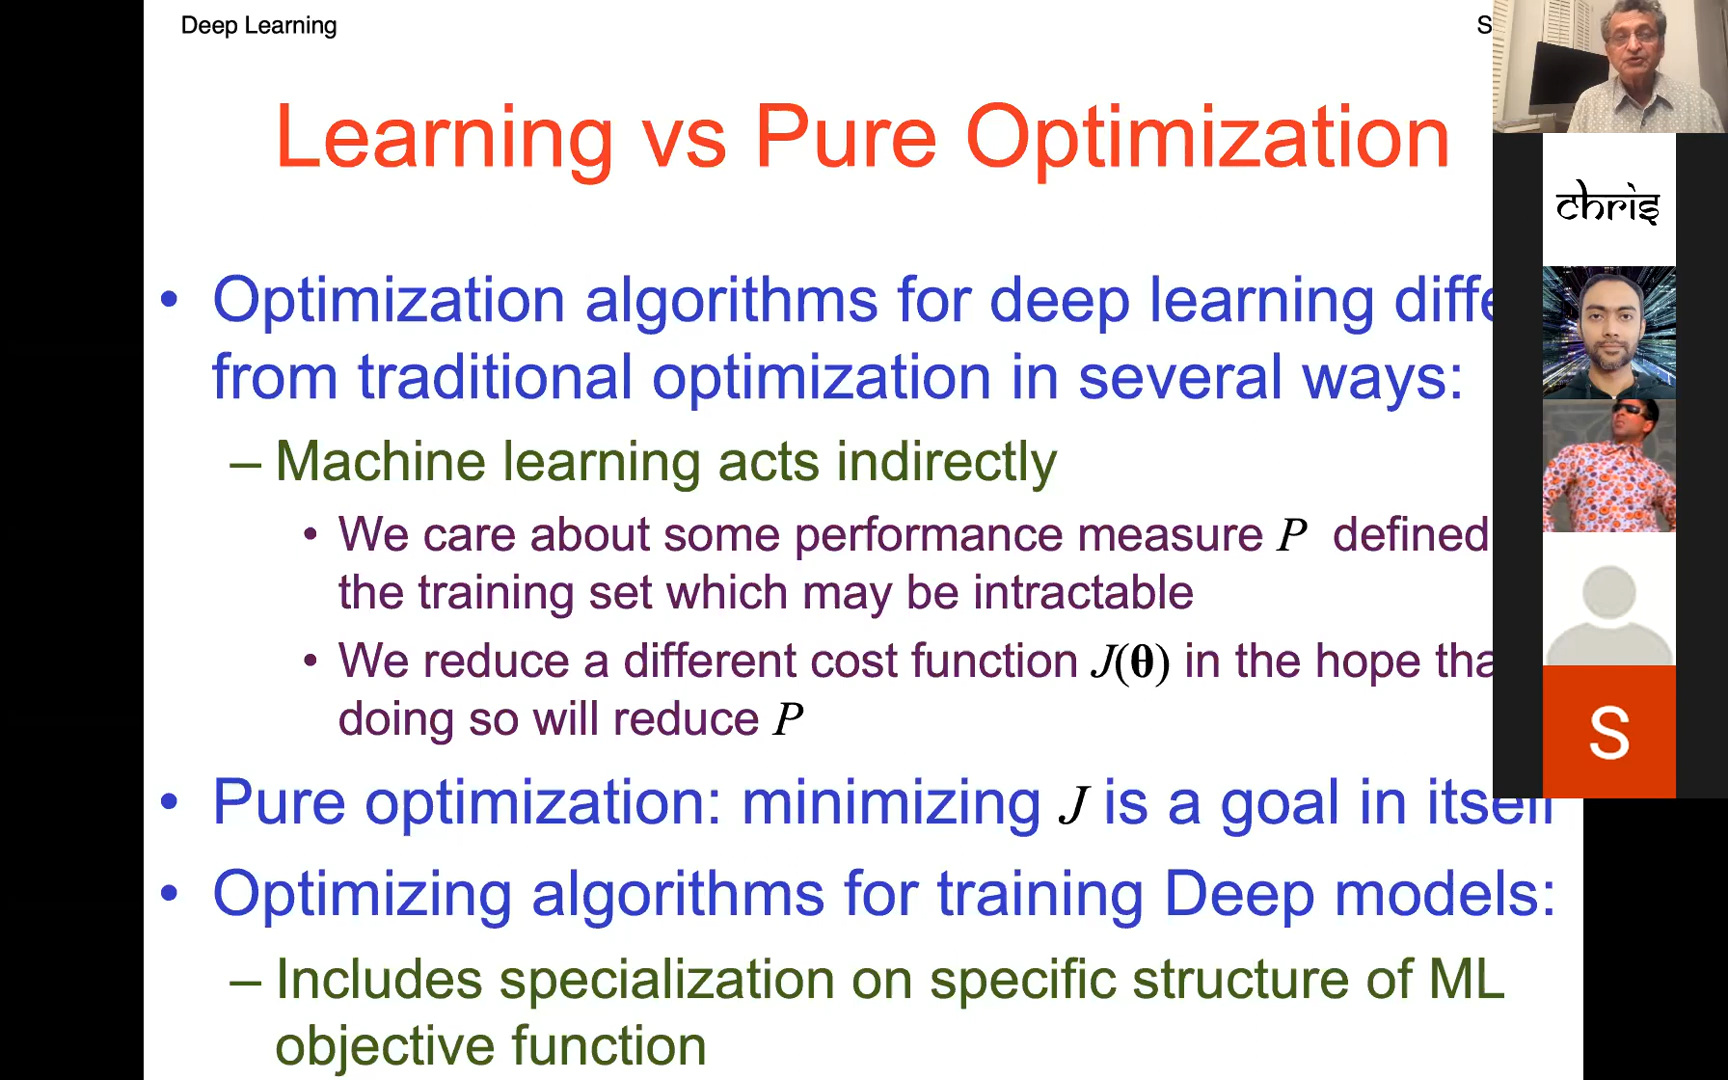 Deep Learning
S
Learning vs Pure Optimization
chris
• Optimization algorithms for deep learning diffe
from traditional optimization in several ways:
– Machine learning acts indirectly
• We care about some performance measure P defined
the training set which may be intractable
• We reduce a different cost function J(θ) in the hope tha
doing so will reduce P
S
• Pure optimization: minimizing J is a goal in itself
• Optimizing algorithms for training Deep models:
– Includes specialization on specific structure of ML
objective function